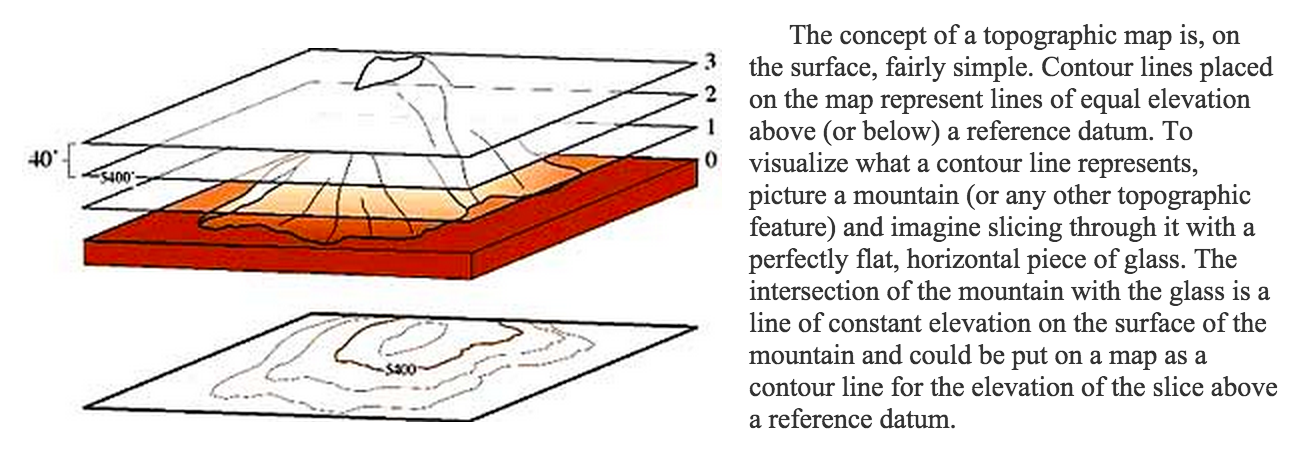 3
2
1
0
40'
5400'
5400
The concept of a topographic map is, on
the surface, fairly simple. Contour lines placed
on the map represent lines of equal elevation
above (or below) a reference datum. To
visualize what a contour line represents,
picture a mountain (or any other topographic
feature) and imagine slicing through it with a
perfectly flat, horizontal piece of glass. The
intersection of the mountain with the glass is a
line of constant elevation on the surface of the
mountain and could be put on a map as a
contour line for the elevation of the slice above
a reference datum.